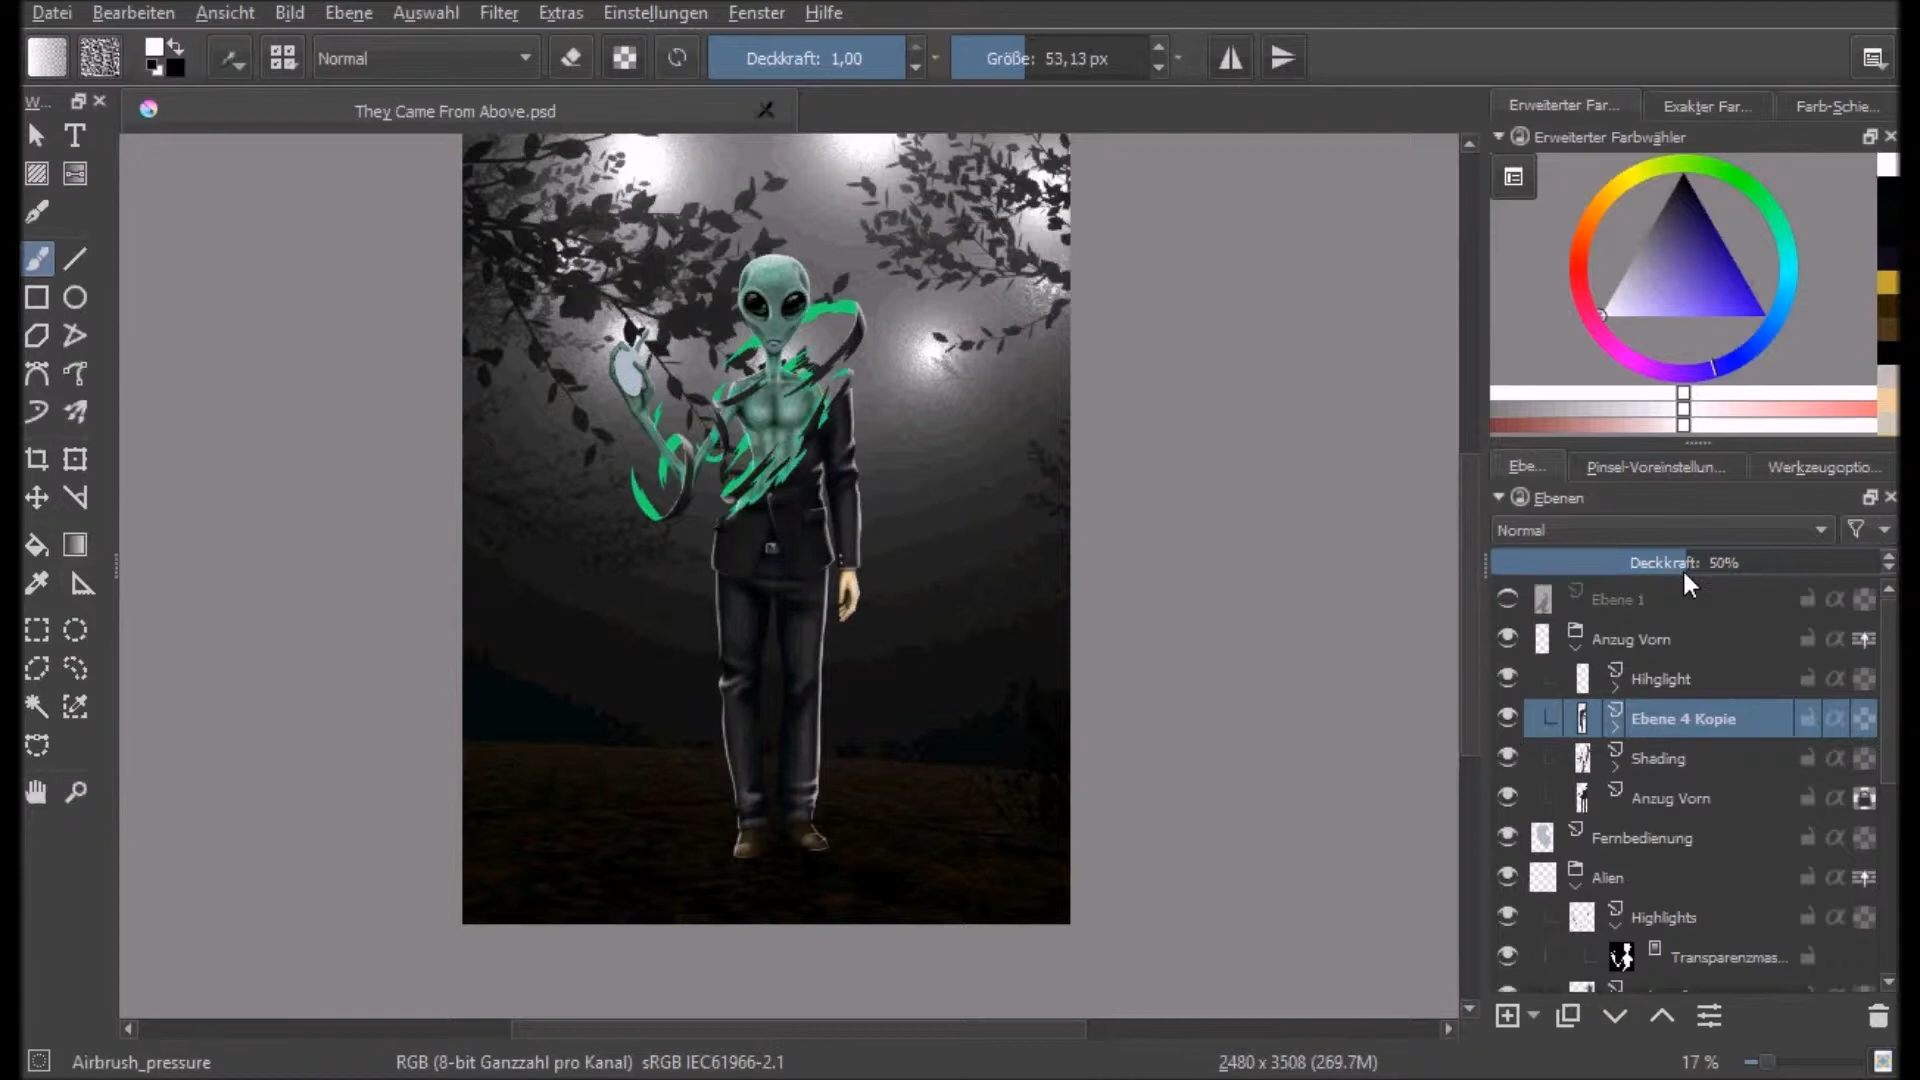 Datei Bearbeiten Ansicht Bild Ebene Auswahl Filter Extras Einstellungen Fenster Hilfe
Normal
Deckkraft: 1,00
Größe: 53,13 px
W...
They Came From Above.psd
Erweiterter Far...
Exakter Far...
Farb-Schie...
Erweiterter Farbwähler
Ebe...
Pinsel-Voreinstellun...
Werkzeugoptio...
Ebenen
Normal
Deckkraft: 50%
Ebene 1
Anzug Vorn
Hihglight
Ebene 4 Kopie
Shading
Anzug Vorn
Fernbedienung
Alien
Highlights
Transparenzmas...
Airbrush_pressure
RGB (8-bit Ganzzahl pro Kanal) sRGB IEC61966-2.1
2480 x 3508 (269.7M)
17 %